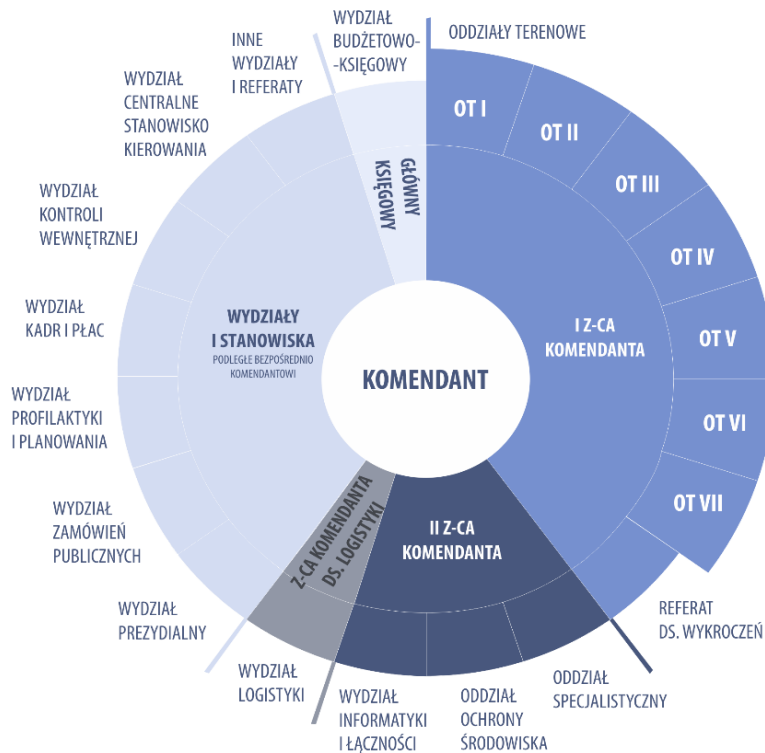 WYDZIAŁ
BUDŻETOWO-
-KSIĘGOWY
ODDZIAŁY TERENOWE
INNE
WYDZIAŁY
I REFERATY
WYDZIAŁ
CENTRALNE
STANOWISKO
KIEROWANIA
WYDZIAŁ
KONTROLI
WEWNĘTRZNEJ
WYDZIAŁ
KADR I PŁAC
WYDZIAŁ
PROFILAKTYKI
I PLANOWANIA
WYDZIAŁ
ZAMÓWIEŃ
PUBLICZNYCH
WYDZIAŁ
PREZYDIALNY
WYDZIAŁ
LOGISTYKI
WYDZIAŁ
INFORMATYKI
I ŁĄCZNOŚCI
ODDZIAŁ
OCHRONY
ŚRODOWISKA
ODDZIAŁ
SPECJALISTYCZNY
REFERAT
DS. WYKROCZEŃ
OT I
OT II
OT III
OT IV
OT V
OT VI
OT VII
GŁÓWNY
KSIĘGOWY
WYDZIAŁY
I STANOWISKA
PODLEGŁE BEZPOŚREDNIO
KOMENDANTOWI
I Z-CA
KOMENDANTA
KOMENDANT
II Z-CA
KOMENDANTA
Z-CA KOMENDANTA
DS. LOGISTYKI